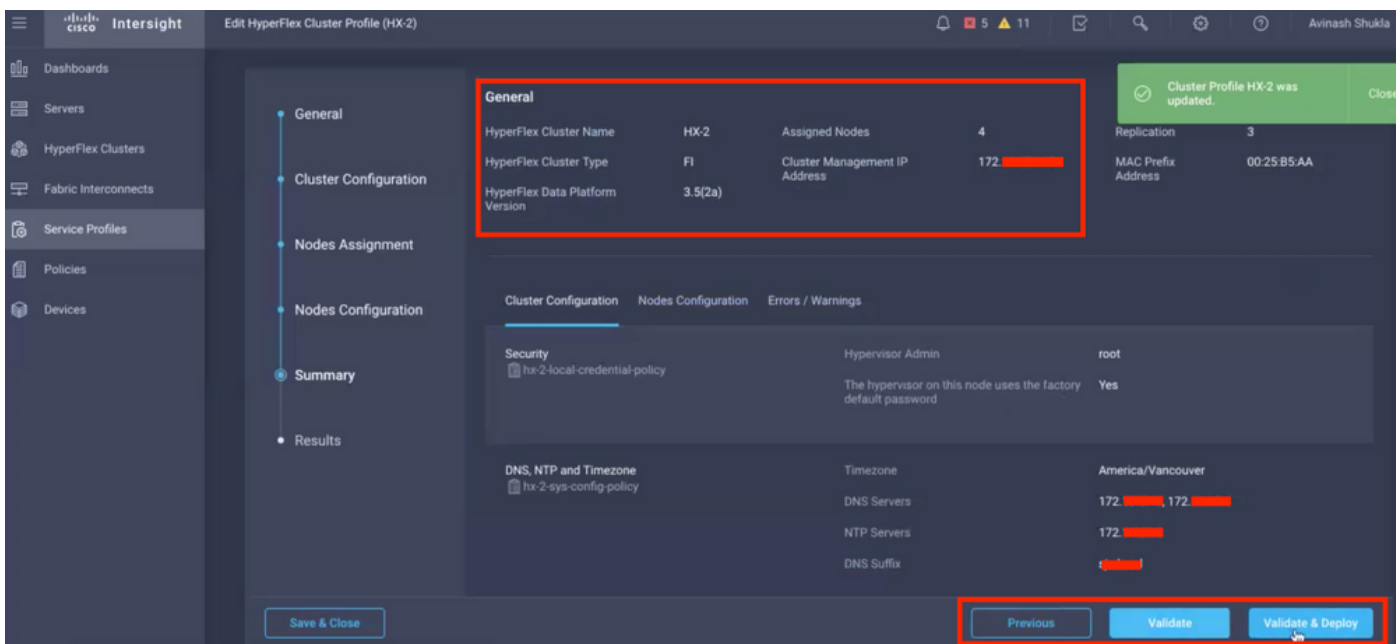 cisco Intersight
Edit HyperFlex Cluster Profile (HX-2)
5 11
Avinash Shukla
Dashboards
Servers
HyperFlex Clusters
Fabric Interconnects
Service Profiles
Policies
Devices
General
Cluster Configuration
Nodes Assignment
Nodes Configuration
Summary
Results
Cluster Profile HX-2 was
updated.
Close
General
HyperFlex Cluster Name HX-2 Assigned Nodes 4 Replication 3
HyperFlex Cluster Type FI Cluster Management IP 172. MAC Prefix 00:25:B5:AA
Address Address
HyperFlex Data Platform 3.5(2a)
Version
Cluster Configuration Nodes Configuration Errors / Warnings
Security Hypervisor Admin root
hx-2-local-credential-policy
The hypervisor on this node uses the factory Yes
default password
DNS, NTP and Timezone Timezone America/Vancouver
hx-2-sys-config-policy
DNS Servers 172. , 172.
NTP Servers 172.
DNS Suffix
Save & Close Previous Validate Validate & Deploy